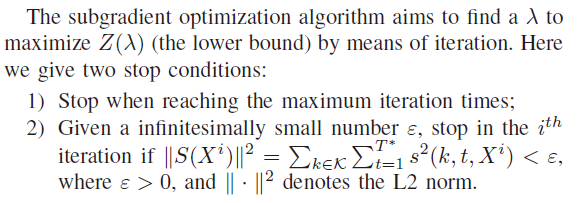 The subgradient optimization algorithm aims to find a λ to
maximize Z(λ) (the lower bound) by means of iteration. Here
we give two stop conditions:
1) Stop when reaching the maximum iteration times;
2) Given a infinitesimally small number ε, stop in the i^{th}
iteration if ‖S(X^i)‖² = ∑_{k∈𝒦} ∑_{t=1}^{T*} s²(k, t, X^i) < ε,
where ε > 0, and ‖ · ‖² denotes the L2 norm.